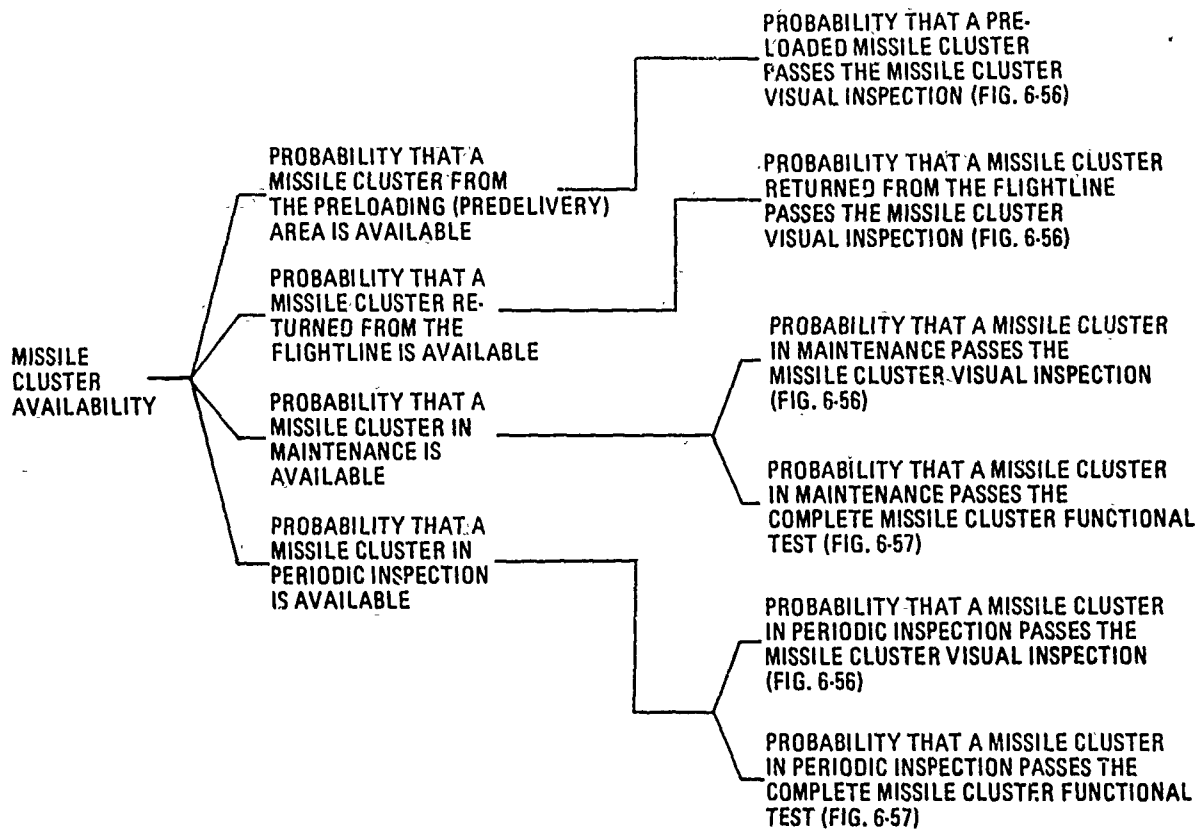 MISSILE
CLUSTER
AVAILABILITY
PROBABILITY THAT A
MISSILE CLUSTER FROM
THE PRELOADING (PREDELIVERY)
AREA IS AVAILABLE
PROBABILITY THAT A
MISSILE CLUSTER RE-
TURNED FROM THE
FLIGHTLINE IS AVAILABLE
PROBABILITY THAT A
MISSILE CLUSTER IN
MAINTENANCE IS
AVAILABLE
PROBABILITY THAT A
MISSILE CLUSTER IN
PERIODIC INSPECTION
IS AVAILABLE
PROBABILITY THAT A PRE-
LOADED MISSILE CLUSTER
PASSES THE MISSILE CLUSTER
VISUAL INSPECTION (FIG. 6-56)
PROBABILITY THAT A MISSILE CLUSTER
RETURNED FROM THE FLIGHTLINE
PASSES THE MISSILE CLUSTER
VISUAL INSPECTION (FIG. 6-56)
PROBABILITY THAT A MISSILE CLUSTER
IN MAINTENANCE PASSES THE
MISSILE CLUSTER VISUAL INSPECTION
(FIG. 6-56)
PROBABILITY THAT A MISSILE CLUSTER
IN MAINTENANCE PASSES THE
COMPLETE MISSILE CLUSTER FUNCTIONAL
TEST (FIG. 6-57)
PROBABILITY THAT A MISSILE CLUSTER
IN PERIODIC INSPECTION PASSES THE
MISSILE CLUSTER VISUAL INSPECTION
(FIG. 6-56)
PROBABILITY THAT A MISSILE CLUSTER
IN PERIODIC INSPECTION PASSES THE
COMPLETE MISSILE CLUSTER FUNCTIONAL
TEST (FIG. 6-57)